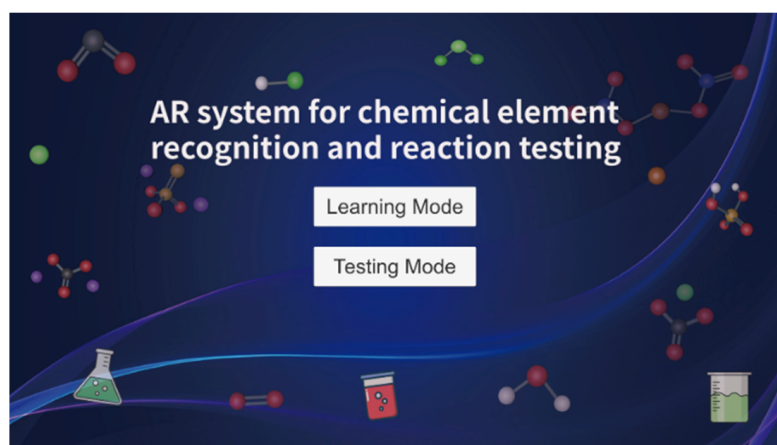 AR system for chemical element
recognition and reaction testing
Learning Mode
Testing Mode